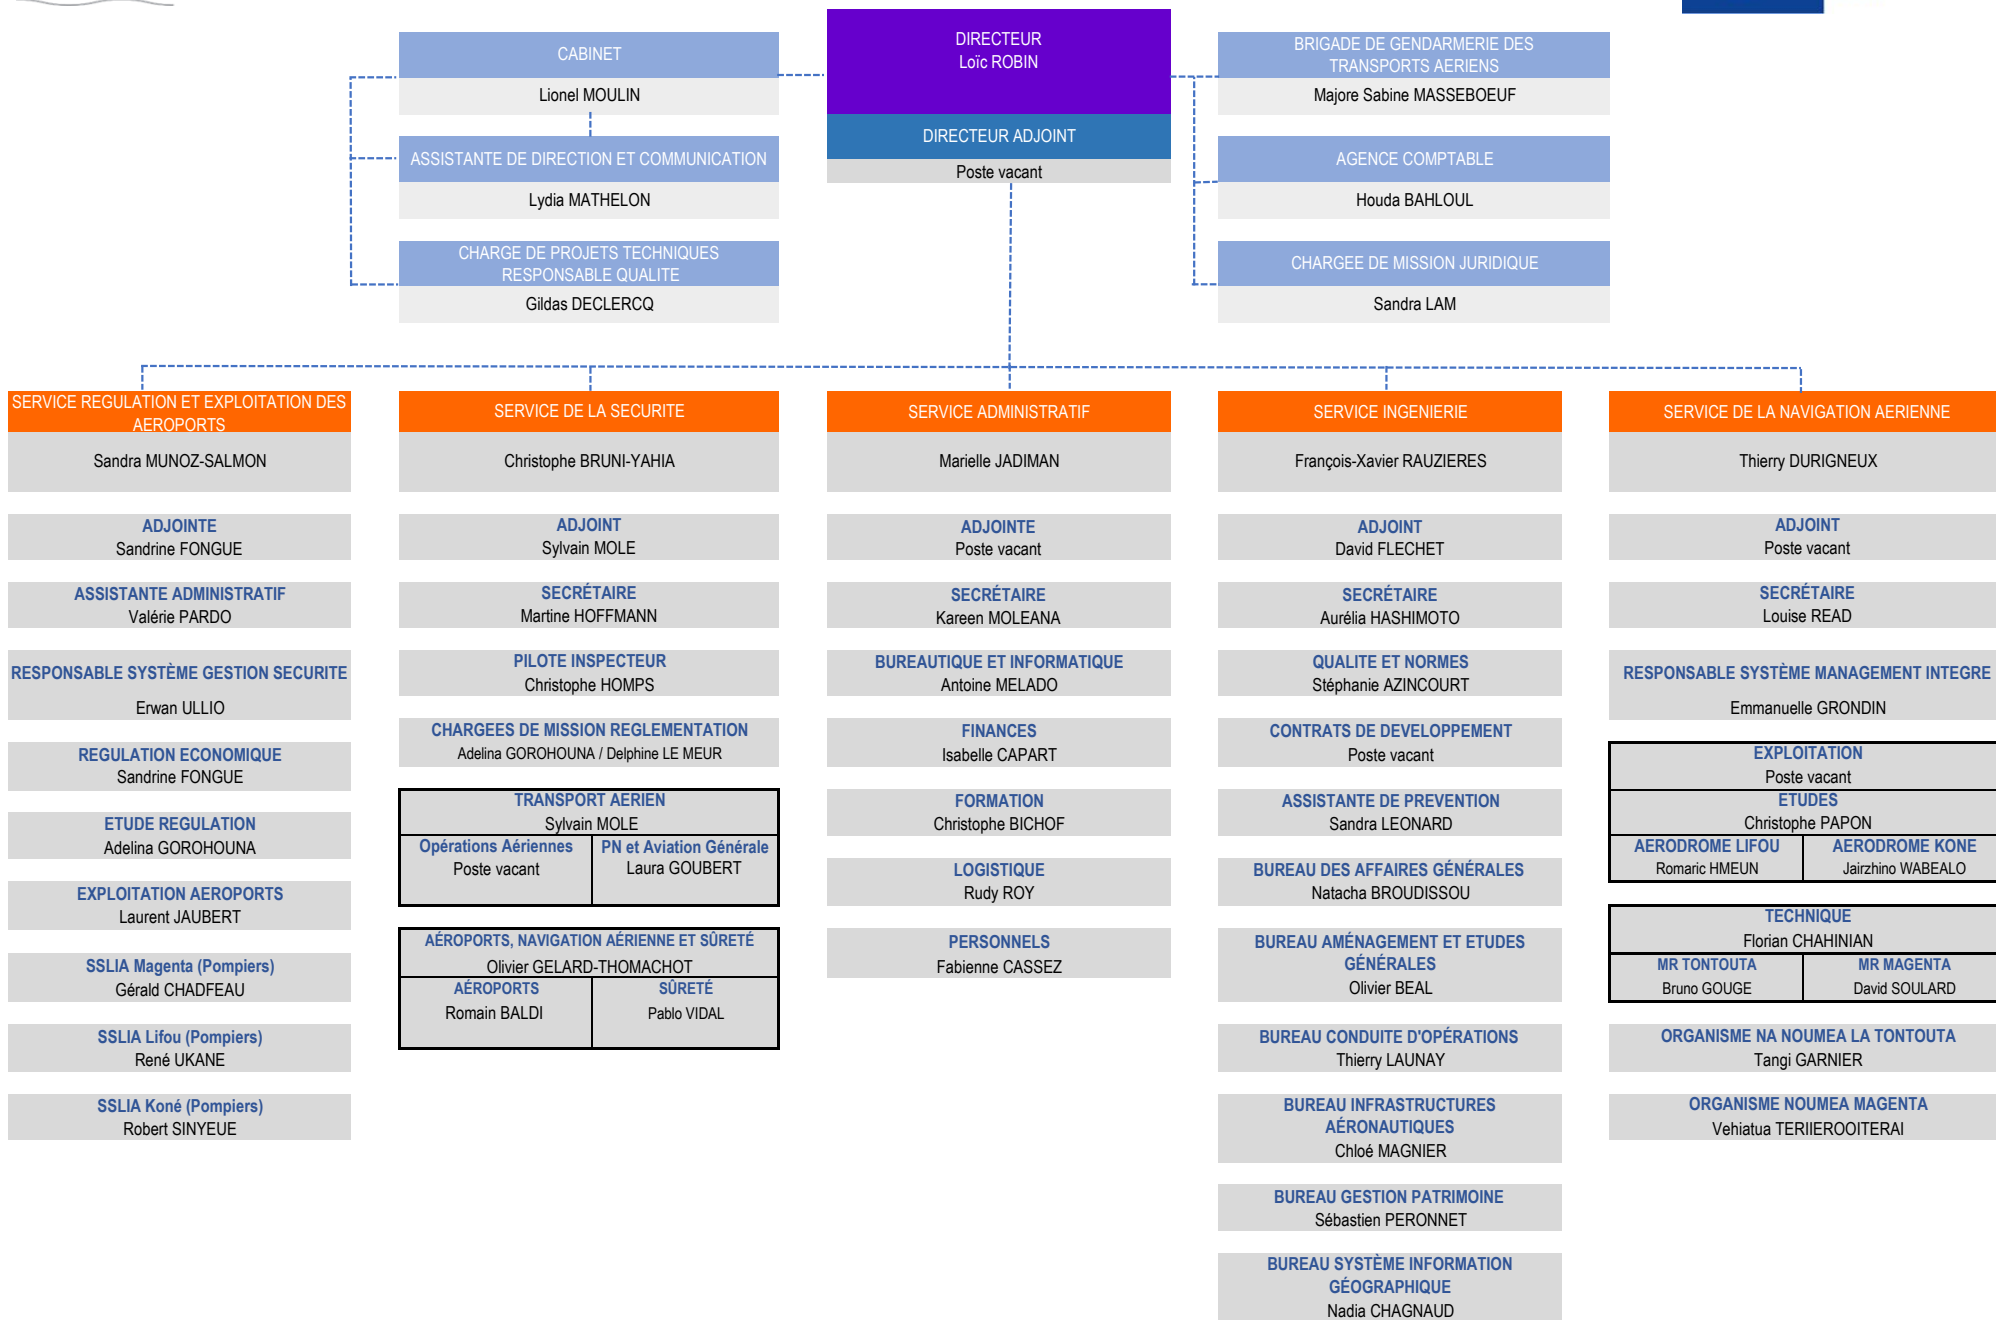 DIRECTEUR
Loïc ROBIN
DIRECTEUR ADJOINT
Poste vacant
CABINET
Lionel MOULIN
ASSISTANTE DE DIRECTION ET COMMUNICATION
Lydia MATHELON
CHARGE DE PROJETS TECHNIQUES
RESPONSABLE QUALITE
Gildas DECLERCQ
BRIGADE DE GENDARMERIE DES
TRANSPORTS AERIENS
Majore Sabine MASSEBOEUF
AGENCE COMPTABLE
Houda BAHLOUL
CHARGEE DE MISSION JURIDIQUE
Sandra LAM
SERVICE REGULATION ET EXPLOITATION DES
AEROPORTS
Sandra MUNOZ-SALMON
ADJOINTE
Sandrine FONGUE
ASSISTANTE ADMINISTRATIF
Valérie PARDO
RESPONSABLE SYSTÈME GESTION SECURITE
Erwan ULLIO
REGULATION ECONOMIQUE
Sandrine FONGUE
ETUDE REGULATION
Adelina GOROHOUNA
EXPLOITATION AEROPORTS
Laurent JAUBERT
SSLIA Magenta (Pompiers)
Gérald CHADFEAU
SSLIA Lifou (Pompiers)
René UKANE
SSLIA Koné (Pompiers)
Robert SINYEUE
SERVICE DE LA SECURITE
Christophe BRUNI-YAHIA
ADJOINT
Sylvain MOLE
SECRÉTAIRE
Martine HOFFMANN
PILOTE INSPECTEUR
Christophe HOMPS
CHARGEES DE MISSION REGLEMENTATION
Adelina GOROHOUNA / Delphine LE MEUR
TRANSPORT AERIEN
Sylvain MOLE
Opérations Aériennes
Poste vacant
PN et Aviation Générale
Laura GOUBERT
AÉROPORTS, NAVIGATION AÉRIENNE ET SÛRETÉ
Olivier GELARD-THOMACHOT
AÉROPORTS
Romain BALDI
SÛRETÉ
Pablo VIDAL
SERVICE ADMINISTRATIF
Marielle JADIMAN
ADJOINTE
Poste vacant
SECRÉTAIRE
Kareen MOLEANA
BUREAUTIQUE ET INFORMATIQUE
Antoine MELADO
FINANCES
Isabelle CAPART
FORMATION
Christophe BICHOF
LOGISTIQUE
Rudy ROY
PERSONNELS
Fabienne CASSEZ
SERVICE INGENIERIE
François-Xavier RAUZIERES
ADJOINT
David FLECHET
SECRÉTAIRE
Aurélia HASHIMOTO
QUALITE ET NORMES
Stéphanie AZINCOURT
CONTRATS DE DEVELOPPEMENT
Poste vacant
ASSISTANTE DE PREVENTION
Sandra LEONARD
BUREAU DES AFFAIRES GÉNÉRALES
Natacha BROUDISSOU
BUREAU AMÉNAGEMENT ET ETUDES
GÉNÉRALES
Olivier BEAL
BUREAU CONDUITE D'OPÉRATIONS
Thierry LAUNAY
BUREAU INFRASTRUCTURES
AÉRONAUTIQUES
Chloé MAGNIER
BUREAU GESTION PATRIMOINE
Sébastien PERONNET
BUREAU SYSTÈME INFORMATION
GÉOGRAPHIQUE
Nadia CHAGNAUD
SERVICE DE LA NAVIGATION AERIENNE
Thierry DURIGNEUX
ADJOINT
Poste vacant
SECRÉTAIRE
Louise READ
RESPONSABLE SYSTÈME MANAGEMENT INTEGRE
Emmanuelle GRONDIN
EXPLOITATION
Poste vacant
ETUDES
Christophe PAPON
AERODROME LIFOU
Romaric HMEUN
AERODROME KONE
Jairzhino WABEALO
TECHNIQUE
Florian CHAHINIAN
MR TONTOUTA
Bruno GOUGE
MR MAGENTA
David SOULARD
ORGANISME NA NOUMEA LA TONTOUTA
Tangi GARNIER
ORGANISME NOUMEA MAGENTA
Vehiatua TERIIEROOITERAI